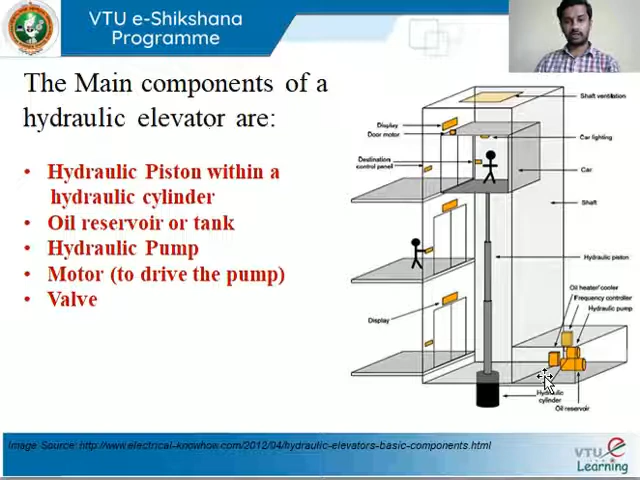 VTU e-Shikshana
Programme
The Main components of a
hydraulic elevator are:
• Hydraulic Piston within a
hydraulic cylinder
• Oil reservoir or tank
• Hydraulic Pump
• Motor (to drive the pump)
• Valve
Shaft ventilation
Display
Door motor
Car lighting
Destination
control panel
Car
Shaft
Hydraulic piston
Oil heater/cooler
Frequency controller
Hydraulic pump
Display
Hydraulic
cylinder
Oil reservoir
Image Source: http://www.electrical-knowhow.com/2012/04/hydraulic-elevators-basic-components.html
VTU e
Learning